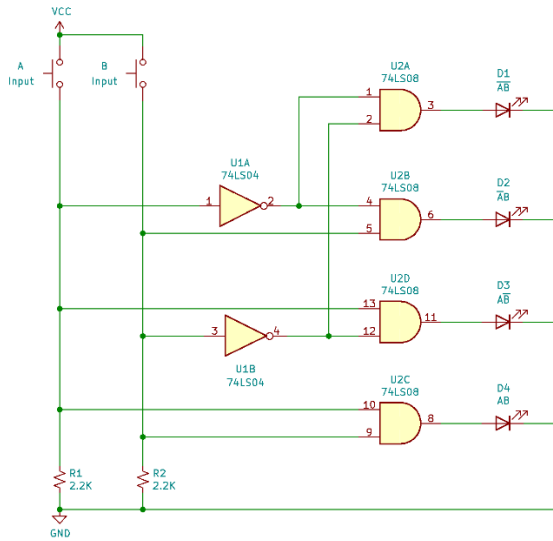 VCC
A
Input
B
Input
U2A
74LS08
1
2
3
D1
A̅B̅
U1A
74LS04
1
2
U2B
74LS08
4
5
6
D2
A̅B
U2D
74LS08
13
12
11
D3
AB̅
3
4
U1B
74LS04
U2C
74LS08
10
9
8
D4
AB
R1
2.2K
R2
2.2K
GND